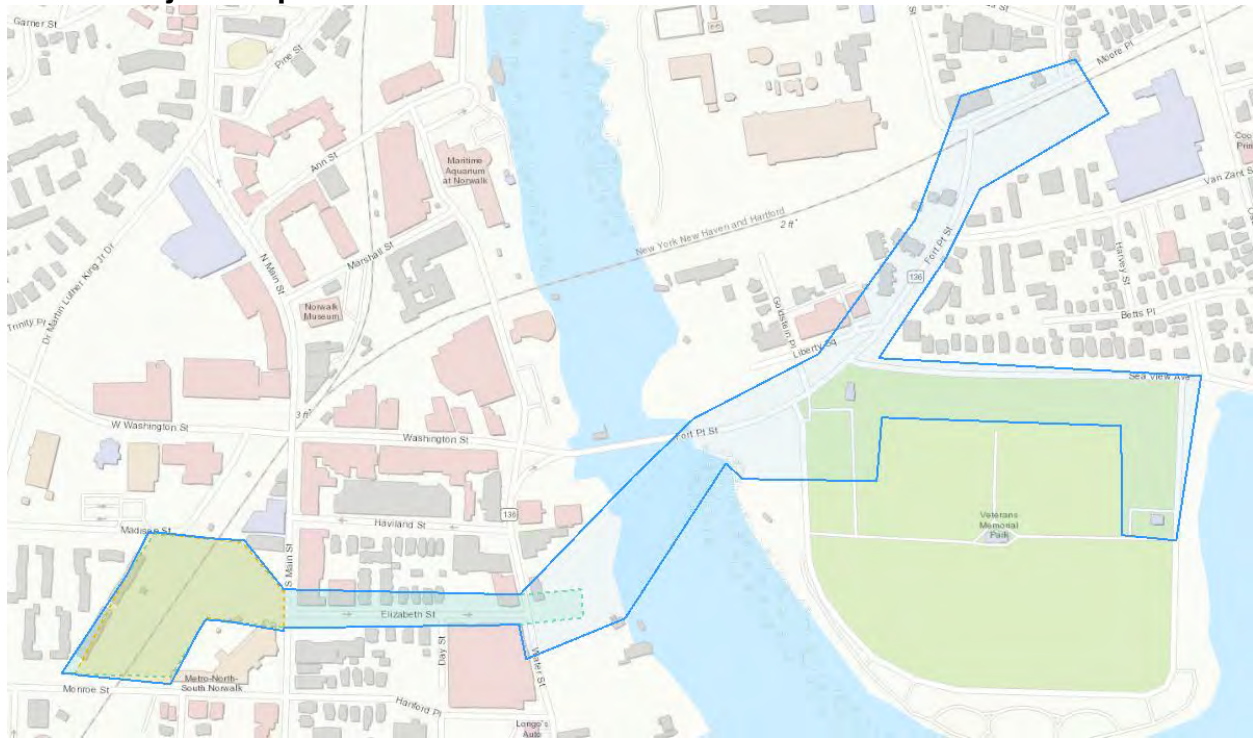 Garner St
Pine St
Ann St
Maritime
Aquarium
at Norwalk
Moore Pl
Coo
Prin
Van Zant S
New York New Haven and Hartford
2 ft"
Marshall St
N Main St
Dr Martin Luther King Jr Dr
Norwalk
Museum
Trinity Pl
Fort Pt St
136
Harvey St
Betts Pl
Goldstein Pl
Liberty Sq
Sea View Ave
3 ft"
W Washington St
Washington St
Fort Pt St
136
Haviland St
Madison St
S Main St
Veterans
Memorial
Park
Elizabeth St
Day St
Water St
Metro-North-
South Norwalk
Monroe St
Hanford Pl
Longo's
Auto